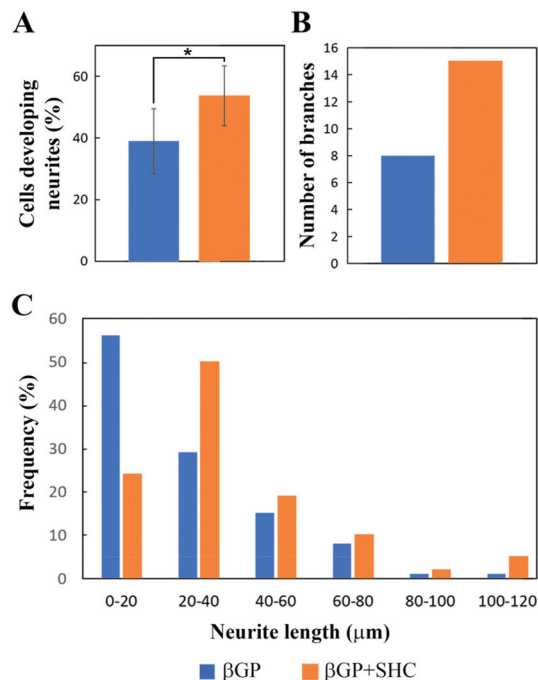 A
Cells developing
neurites (%)
60
40
20
0
*
B
Number of branches
16
14
12
10
8
6
4
2
0
C
Frequency (%)
60
50
40
30
20
10
0
0-20 20-40 40-60 60-80 80-100 100-120
Neurite length (μm)
βGP βGP+SHC